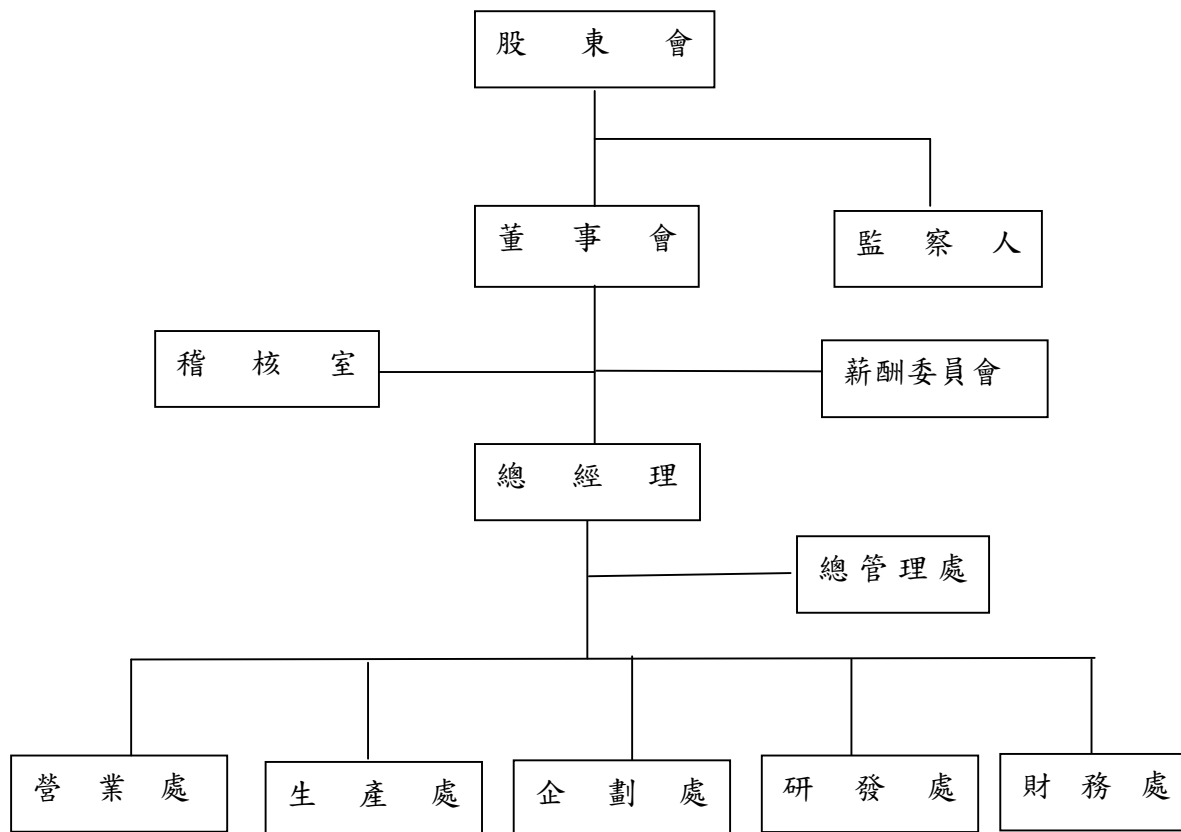 股東會
董事會
監察人
稽核室
薪酬委員會
總經理
總管理處
營業處
生產處
企劃處
研發處
財務處